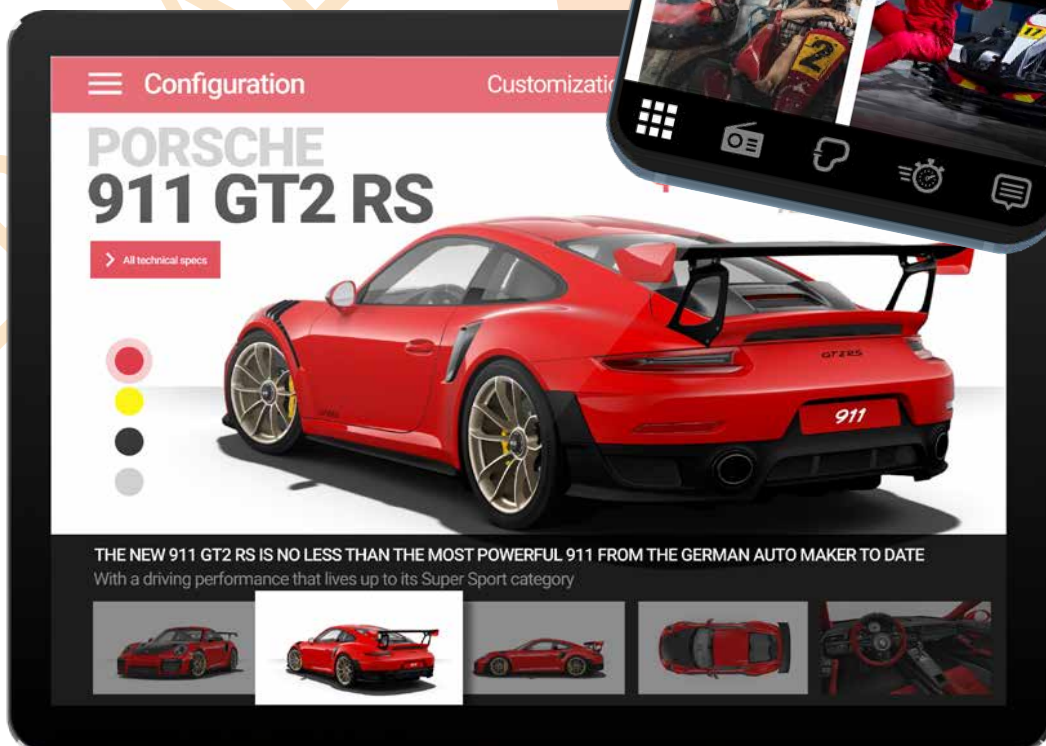 Configuration
PORSCHE
911 GT2 RS
All technical specs
GT2RS
911
THE NEW 911 GT2 RS IS NO LESS THAN THE MOST POWERFUL 911 FROM THE GERMAN AUTO MAKER TO DATE
With a driving performance that lives up to its Super Sport category
2
17